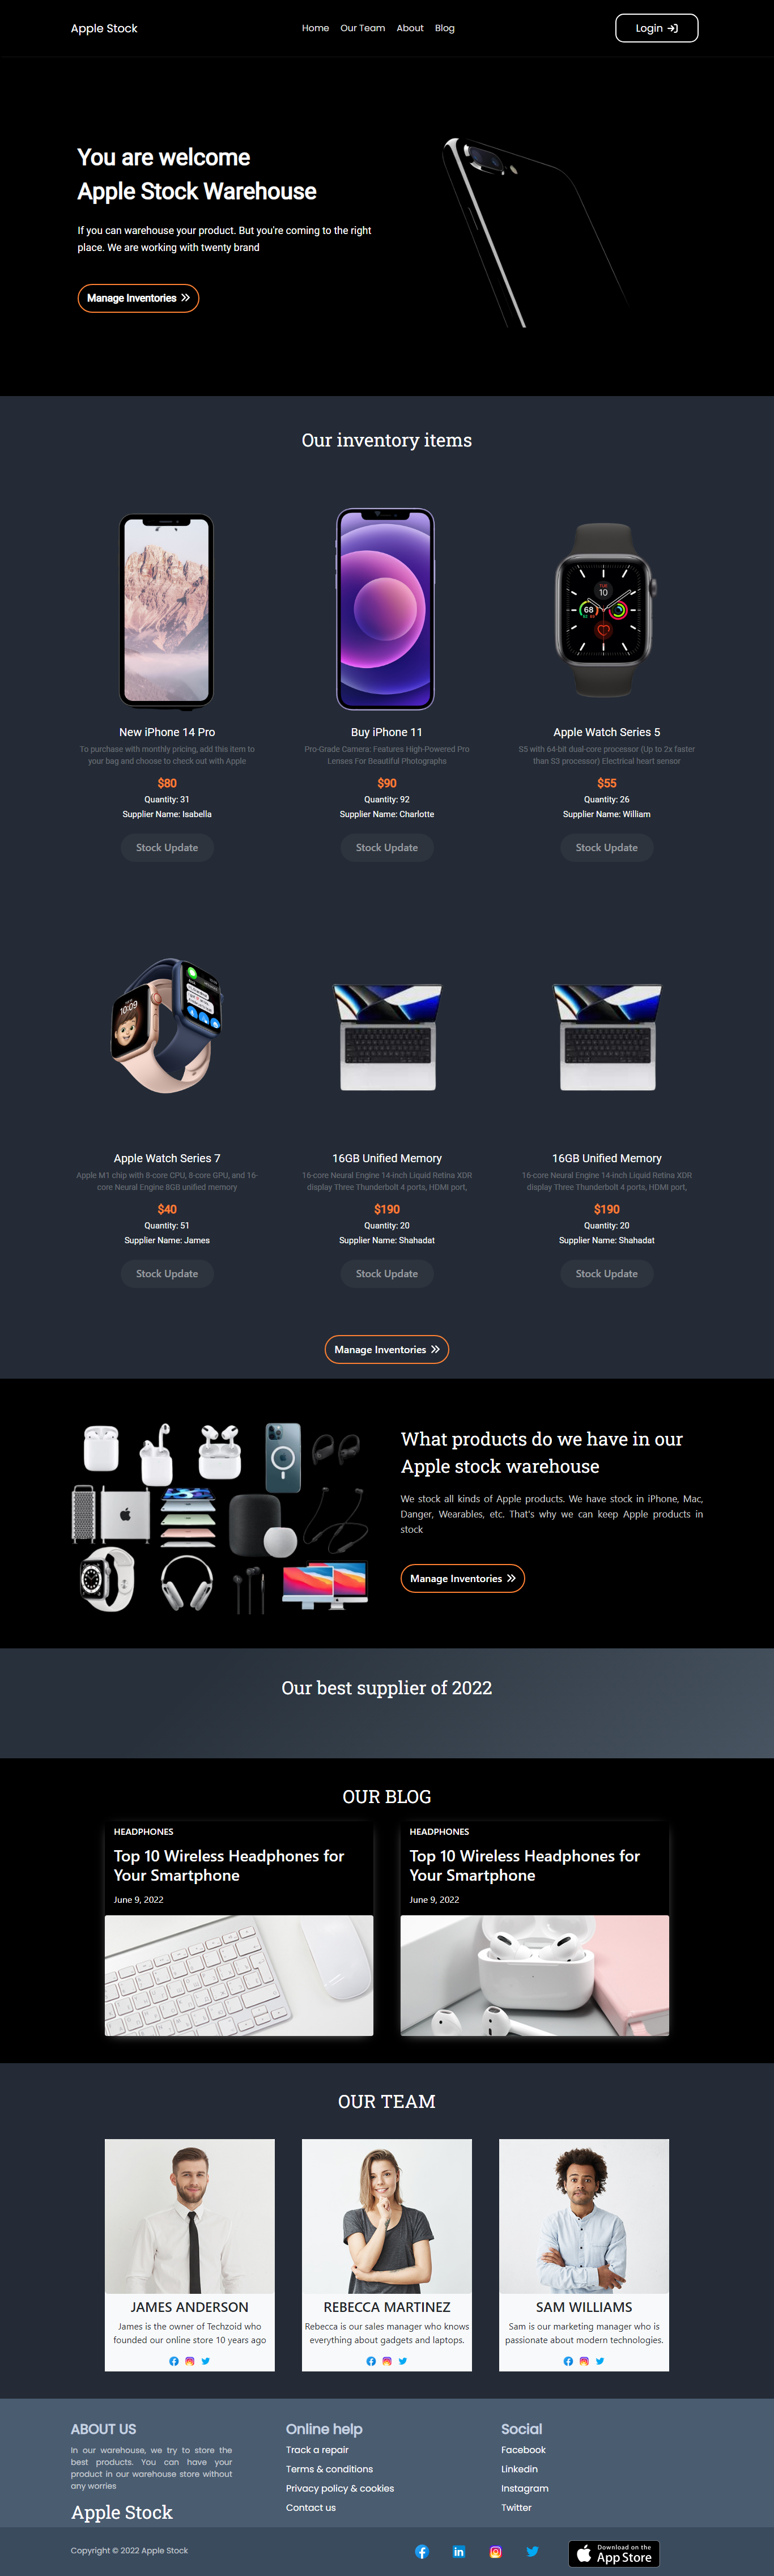 Apple Stock
Home Our Team About Blog
Login
You are welcome
Apple Stock Warehouse
If you can warehouse your product. But you're coming to the right
place. We are working with twenty brand
Manage Inventories
Our inventory items
New iPhone 14 Pro
To purchase with monthly pricing, add this item to
your bag and choose to check out with Apple
$80
Quantity: 31
Supplier Name: Isabella
Stock Update
Buy iPhone 11
Pro-Grade Camera: Features High-Powered Pro
Lenses For Beautiful Photographs
$90
Quantity: 92
Supplier Name: Charlotte
Stock Update
TUE
10
68
Apple Watch Series 5
S5 with 64-bit dual-core processor (Up to 2x faster
than S3 processor) Electrical heart sensor
$55
Quantity: 26
Supplier Name: William
Stock Update
10:09
Apple Watch Series 7
Apple M1 chip with 8-core CPU, 8-core GPU, and 16-
core Neural Engine 8GB unified memory
$40
Quantity: 51
Supplier Name: James
Stock Update
16GB Unified Memory
16-core Neural Engine 14-inch Liquid Retina XDR
display Three Thunderbolt 4 ports, HDMI port,
$190
Quantity: 20
Supplier Name: Shahadat
Stock Update
16GB Unified Memory
16-core Neural Engine 14-inch Liquid Retina XDR
display Three Thunderbolt 4 ports, HDMI port,
$190
Quantity: 20
Supplier Name: Shahadat
Stock Update
Manage Inventories
What products do we have in our
Apple stock warehouse
We stock all kinds of Apple products. We have stock in iPhone, Mac,
Danger, Wearables, etc. That's why we can keep Apple products in
stock
Manage Inventories
Our best supplier of 2022
OUR BLOG
HEADPHONES
Top 10 Wireless Headphones for
Your Smartphone
June 9, 2022
HEADPHONES
Top 10 Wireless Headphones for
Your Smartphone
June 9, 2022
OUR TEAM
JAMES ANDERSON
James is the owner of Techzoid who
founded our online store 10 years ago
REBECCA MARTINEZ
Rebecca is our sales manager who knows
everything about gadgets and laptops.
SAM WILLIAMS
Sam is our marketing manager who is
passionate about modern technologies.
ABOUT US
In our warehouse, we try to store the
best products. You can have your
product in our warehouse store without
any worries
Apple Stock
Online help
Track a repair
Terms & conditions
Privacy policy & cookies
Contact us
Social
Facebook
Linkedin
Instagram
Twitter
Copyright © 2022 Apple Stock
Download on the
App Store